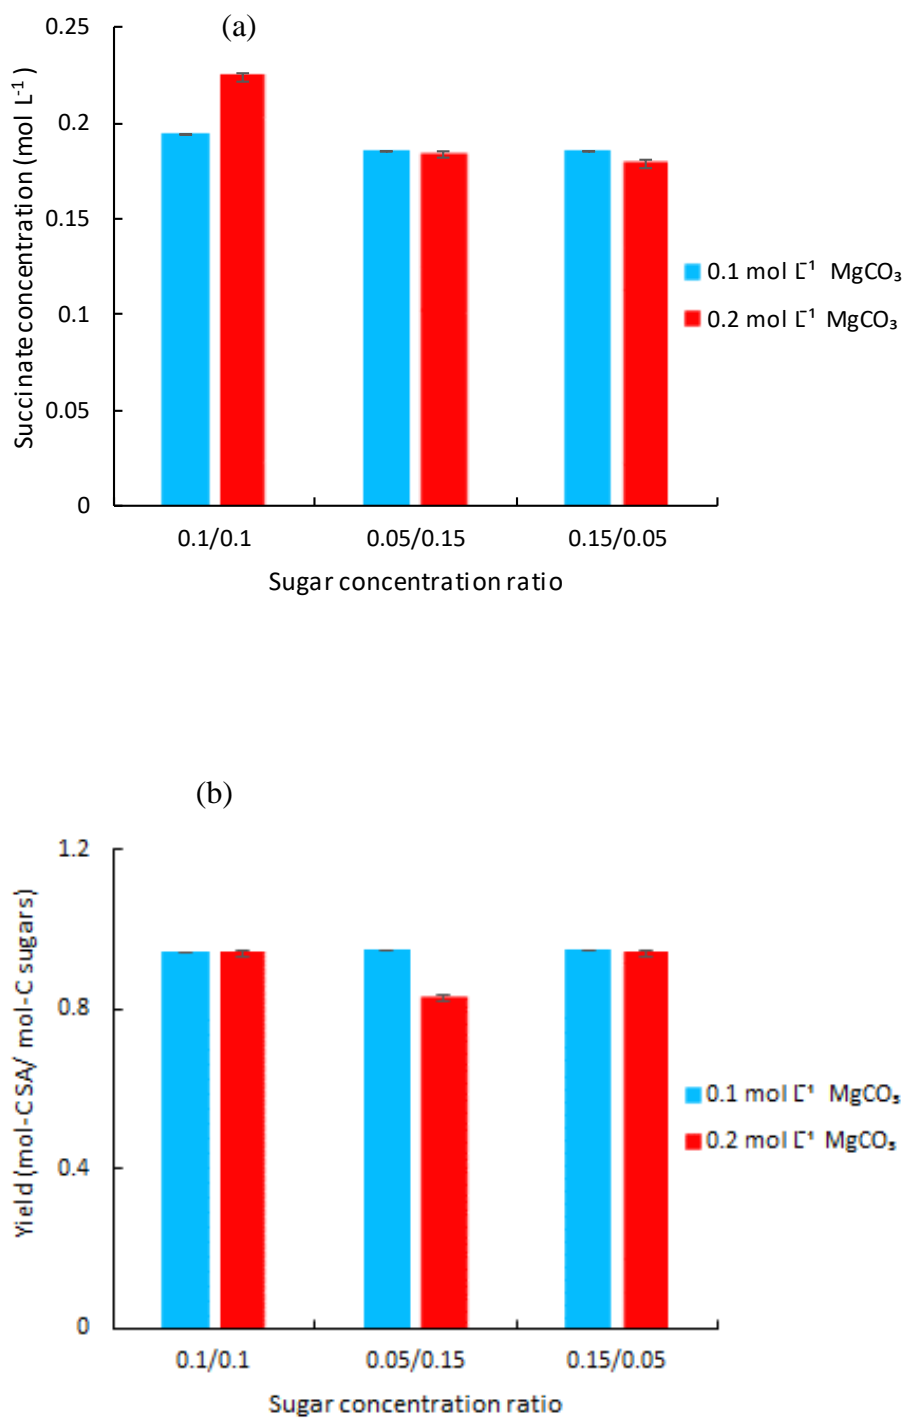 (a)
0.25
0.2
0.15
0.1
0.05
0
Succinate concentration (mol L⁻¹)
0.1/0.1 0.05/0.15 0.15/0.05
Sugar concentration ratio
0.1 mol L⁻¹ MgCO₃
0.2 mol L⁻¹ MgCO₃
(b)
1.2
0.8
0.4
0
Yield (mol-C SA/ mol-C sugars)
0.1/0.1 0.05/0.15 0.15/0.05
Sugar concentration ratio
0.1 mol L⁻¹ MgCO₃
0.2 mol L⁻¹ MgCO₃